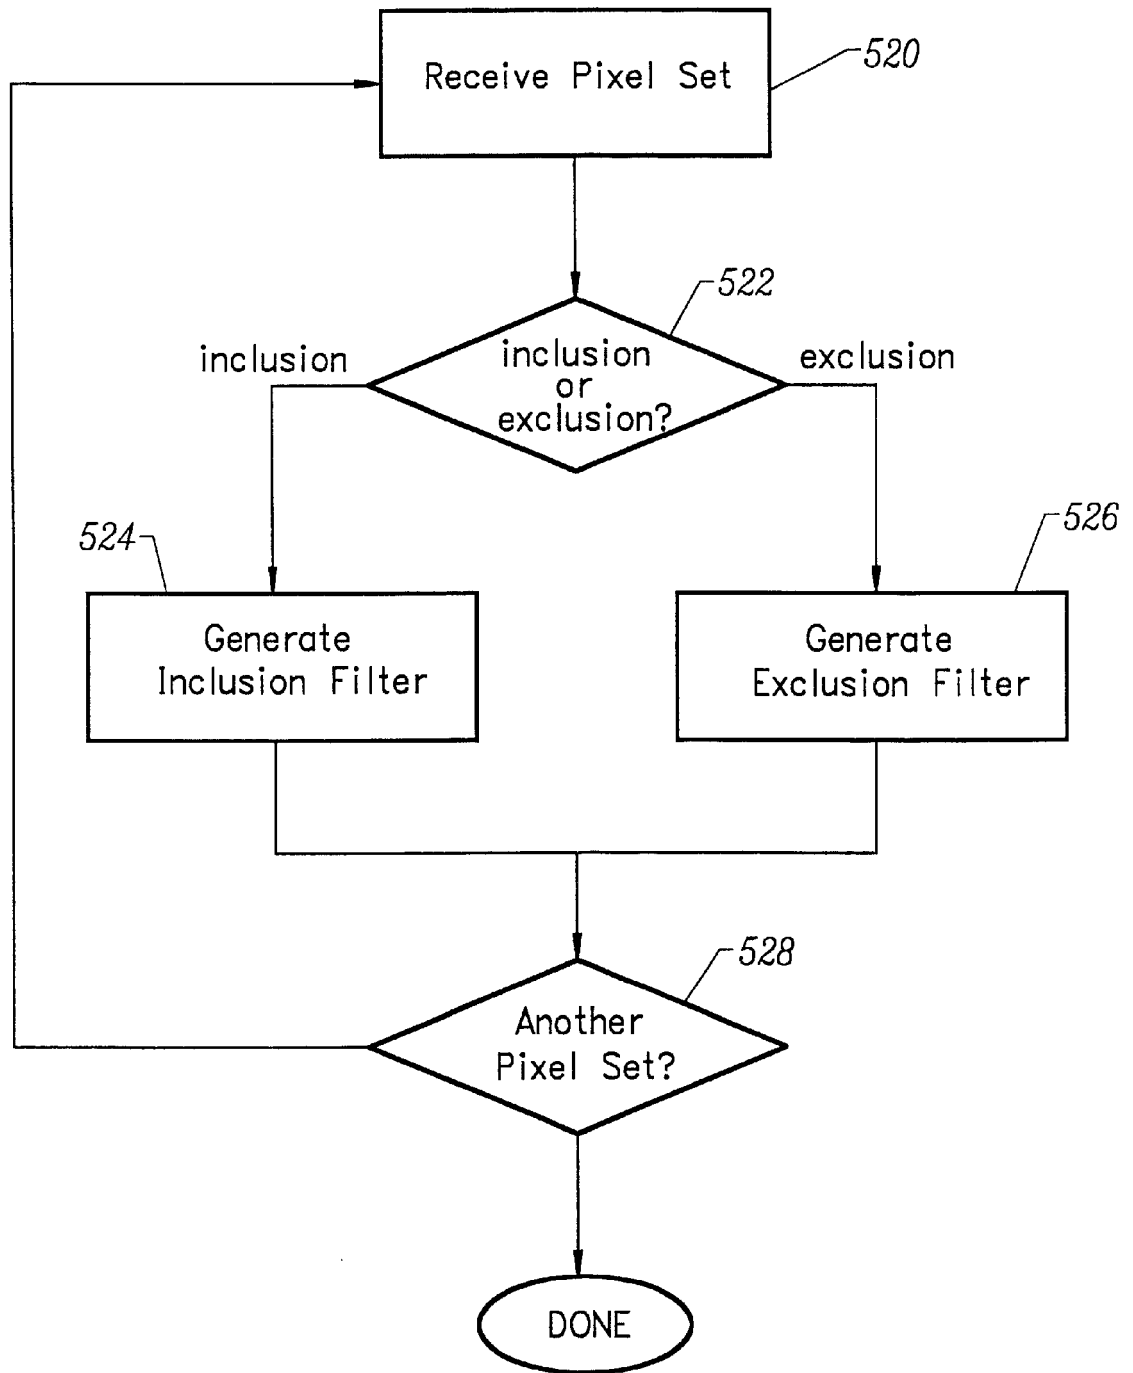 Receive Pixel Set
520
522
inclusion
inclusion
or
exclusion?
exclusion
524
526
Generate
Inclusion Filter
Generate
Exclusion Filter
528
Another
Pixel Set?
DONE